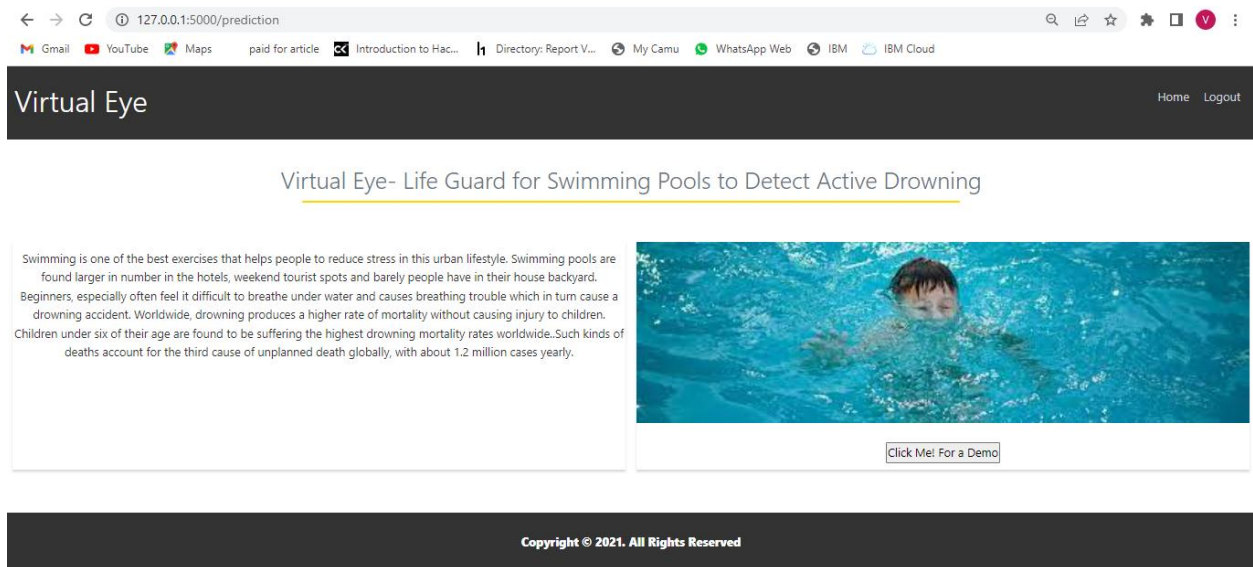 127.0.0.1:5000/prediction
V
Gmail YouTube Maps paid for article CK Introduction to Hac... h Directory: Report V... My Camu WhatsApp Web IBM IBM Cloud
Virtual Eye
Home Logout
Virtual Eye- Life Guard for Swimming Pools to Detect Active Drowning
Swimming is one of the best exercises that helps people to reduce stress in this urban lifestyle. Swimming pools are
found larger in number in the hotels, weekend tourist spots and barely people have in their house backyard.
Beginners, especially often feel it difficult to breathe under water and causes breathing trouble which in turn cause a
drowning accident. Worldwide, drowning produces a higher rate of mortality without causing injury to children.
Children under six of their age are found to be suffering the highest drowning mortality rates worldwide..Such kinds of
deaths account for the third cause of unplanned death globally, with about 1.2 million cases yearly.
Click Me! For a Demo
Copyright © 2021. All Rights Reserved